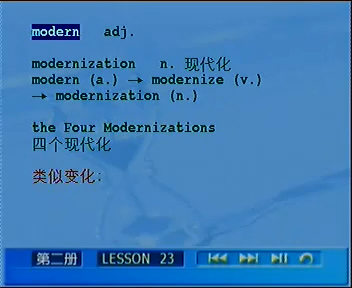 modern adj.
modernization n. 现代化
modern (a.) → modernize (v.)
→ modernization (n.)
the Four Modernizations
四个现代化
类似变化:
第二册 LESSON 23